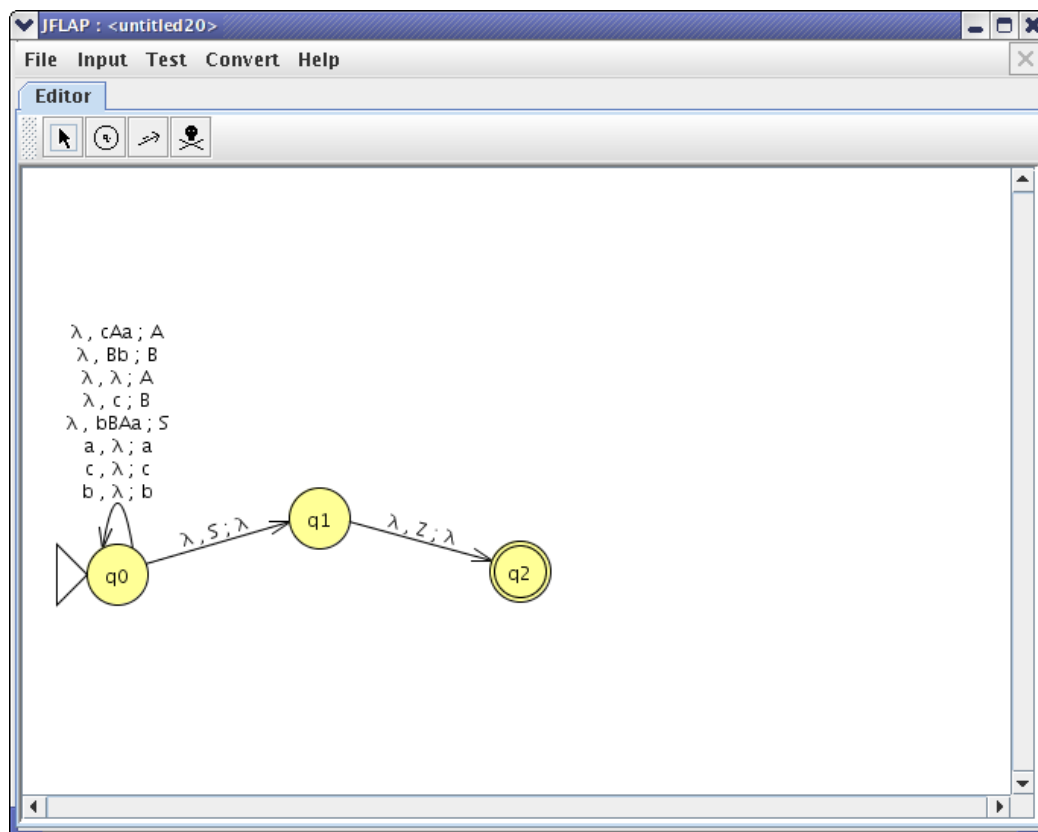 JFLAP : <untitled20>
File Input Test Convert Help
Editor
λ , cAa ; A
λ , Bb ; B
λ , λ ; A
λ , c ; B
λ , bBAa ; S
a , λ ; a
c , λ ; c
b , λ ; b
λ , S ; λ
q1
λ , Z ; λ
q0
q2